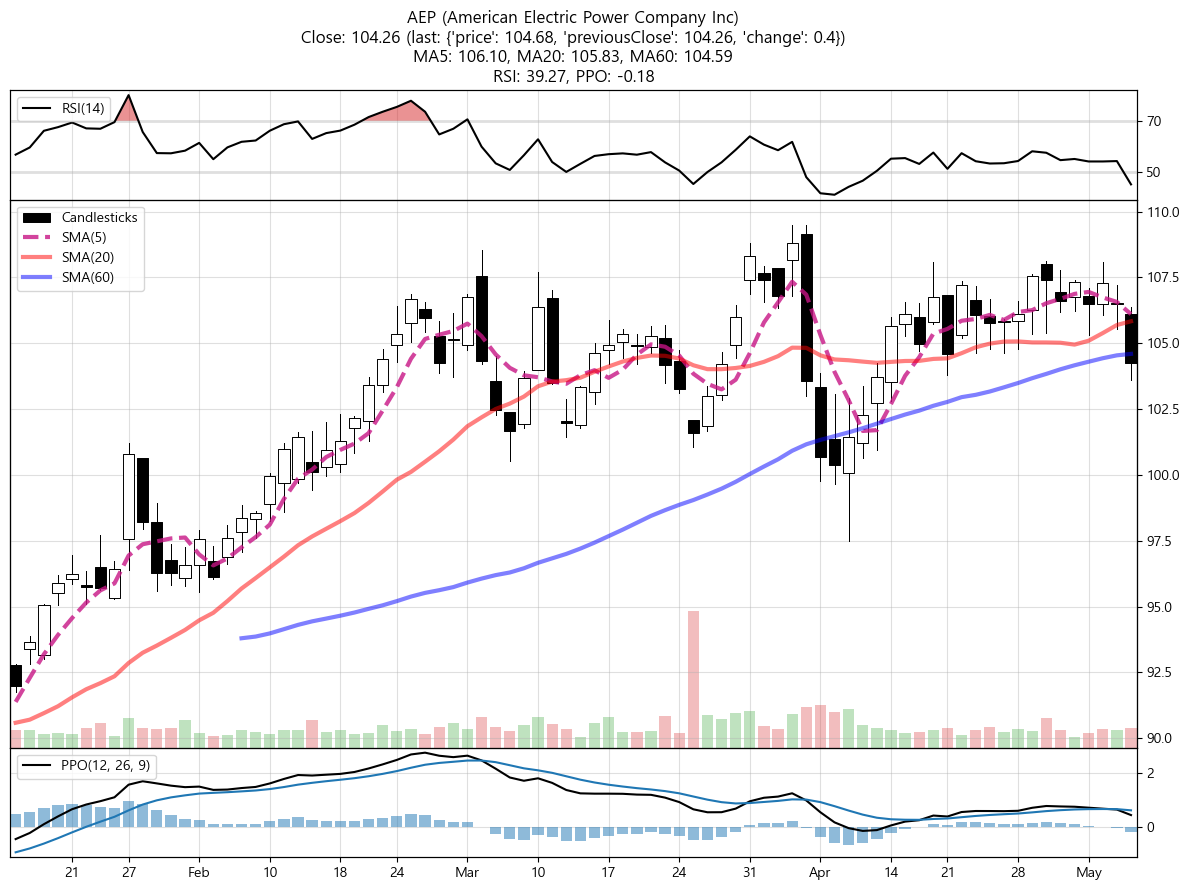 AEP (American Electric Power Company Inc)
Close: 104.26 (last: {'price': 104.68, 'previousClose': 104.26, 'change': 0.4})
MA5: 106.10, MA20: 105.83, MA60: 104.59
RSI: 39.27, PPO: -0.18
RSI(14)
70
50
Candlesticks
SMA(5)
SMA(20)
SMA(60)
110.0
107.5
105.0
102.5
100.0
97.5
95.0
92.5
90.0
PPO(12, 26, 9)
2
0
21 27 Feb 10 18 24 Mar 10 17 24 31 Apr 14 21 28 May